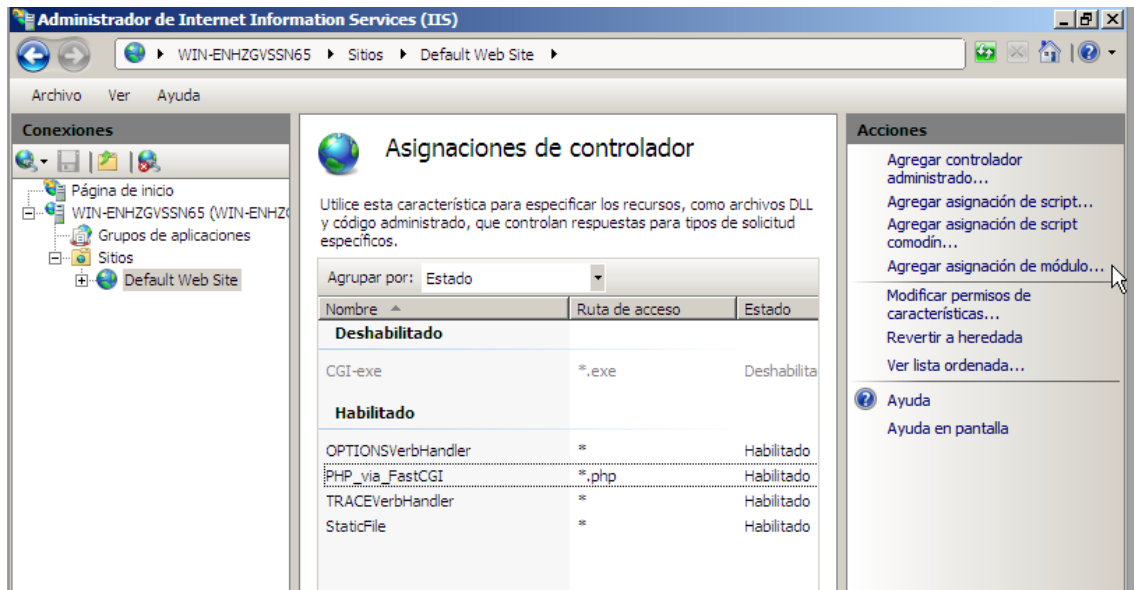 Administrador de Internet Information Services (IIS)
WIN-ENHZGVSSN65 Sitios Default Web Site
Archivo Ver Ayuda
Conexiones
Página de inicio
WIN-ENHZGVSSN65 (WIN-ENHZG
Grupos de aplicaciones
Sitios
Default Web Site
Asignaciones de controlador
Utilice esta característica para especificar los recursos, como archivos DLL
y código administrado, que controlan respuestas para tipos de solicitud
específicos.
Agrupar por: Estado
Nombre Ruta de acceso Estado
Deshabilitado
CGI-exe *.exe Deshabilita
Habilitado
OPTIONSVerbHandler * Habilitado
PHP_via_FastCGI *.php Habilitado
TRACEVerbHandler * Habilitado
StaticFile * Habilitado
Acciones
Agregar controlador
administrado...
Agregar asignación de script...
Agregar asignación de script
comodín...
Agregar asignación de módulo...
Modificar permisos de
características...
Revertir a heredada
Ver lista ordenada...
Ayuda
Ayuda en pantalla